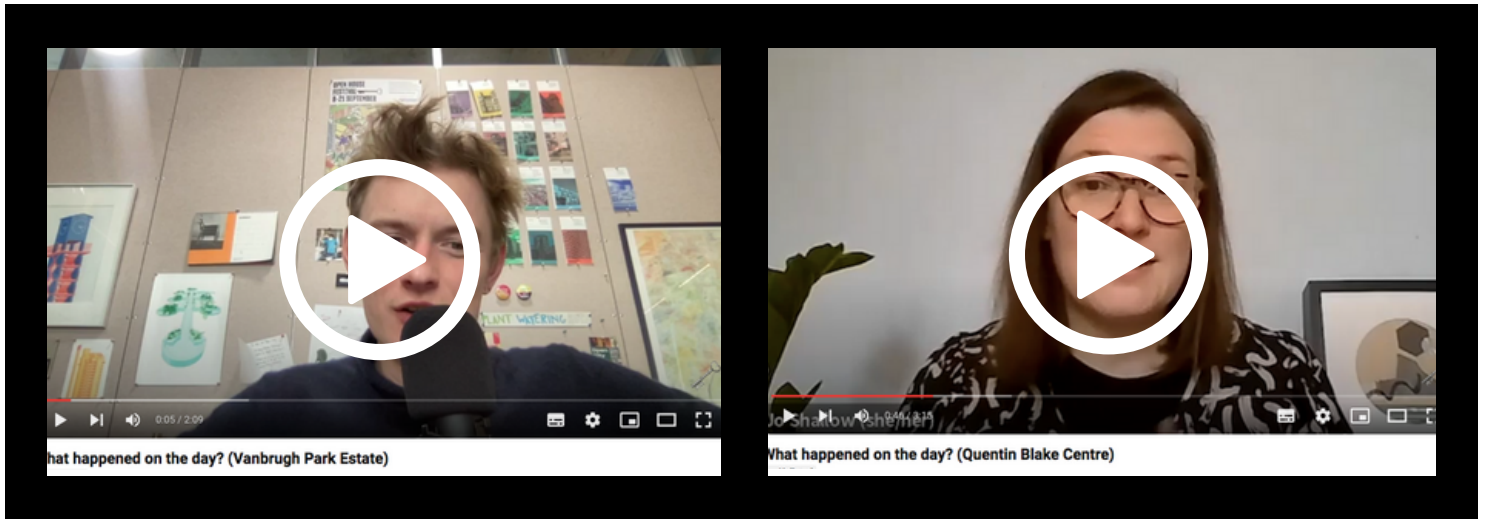 OPEN HOUSE
FESTIVAL
8-21 SEPTEMBER
PLANT WATERING
0:05 / 2:09
hat happened on the day? (Vanbrugh Park Estate)
Jo Shallow (she/her)
What happened on the day? (Quentin Blake Centre)